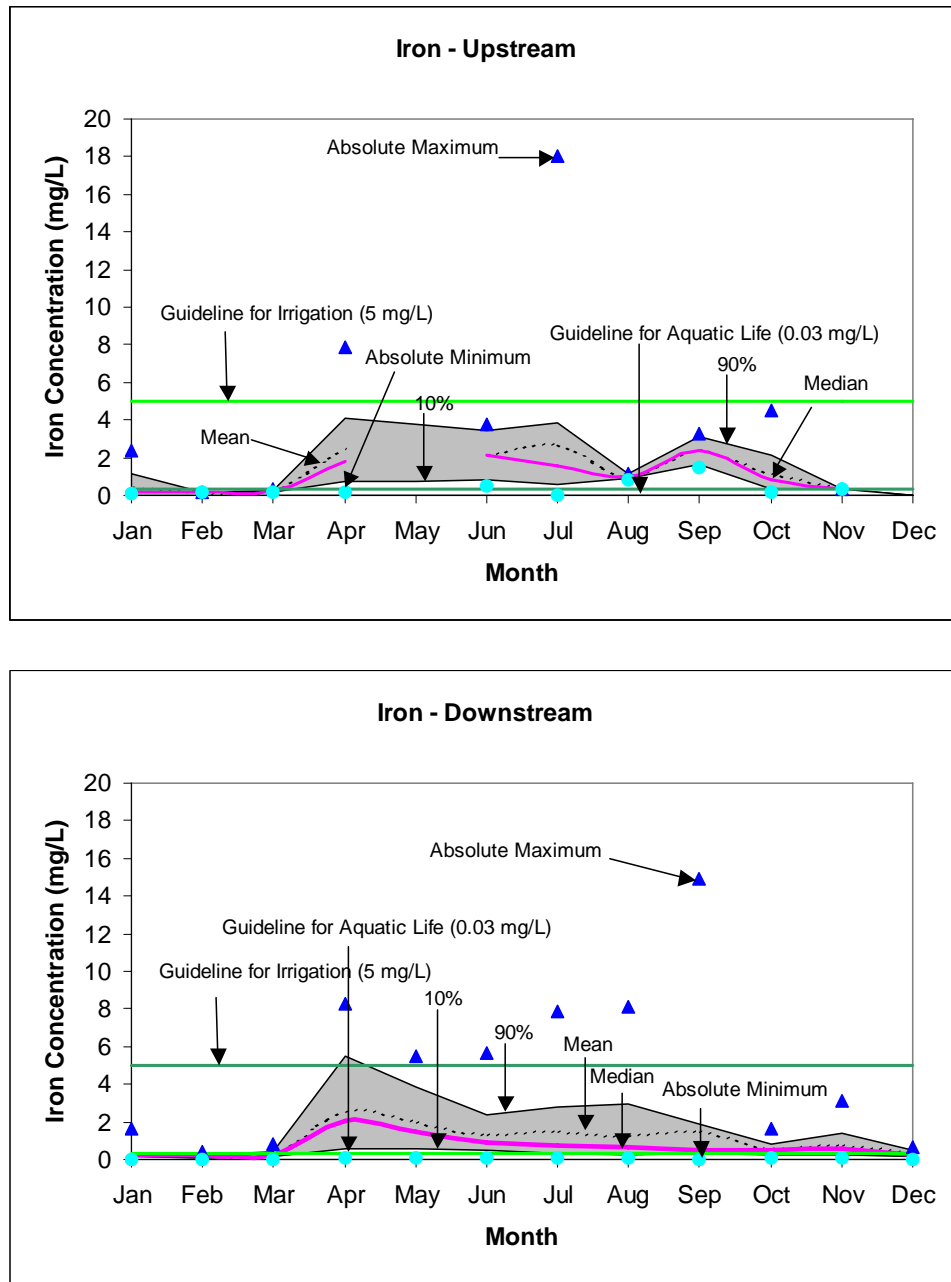 Iron - Upstream
Iron Concentration (mg/L)
20
18
16
14
12
10
8
6
4
2
0
Absolute Maximum
Guideline for Irrigation (5 mg/L)
Guideline for Aquatic Life (0.03 mg/L)
Absolute Minimum
90%
10%
Median
Mean
Jan Feb Mar Apr May Jun Jul Aug Sep Oct Nov Dec
Month
Iron - Downstream
Iron Concentration (mg/L)
20
18
16
14
12
10
8
6
4
2
0
Absolute Maximum
Guideline for Aquatic Life (0.03 mg/L)
Guideline for Irrigation (5 mg/L)
10%
90%
Mean
Median
Absolute Minimum
Jan Feb Mar Apr May Jun Jul Aug Sep Oct Nov Dec
Month